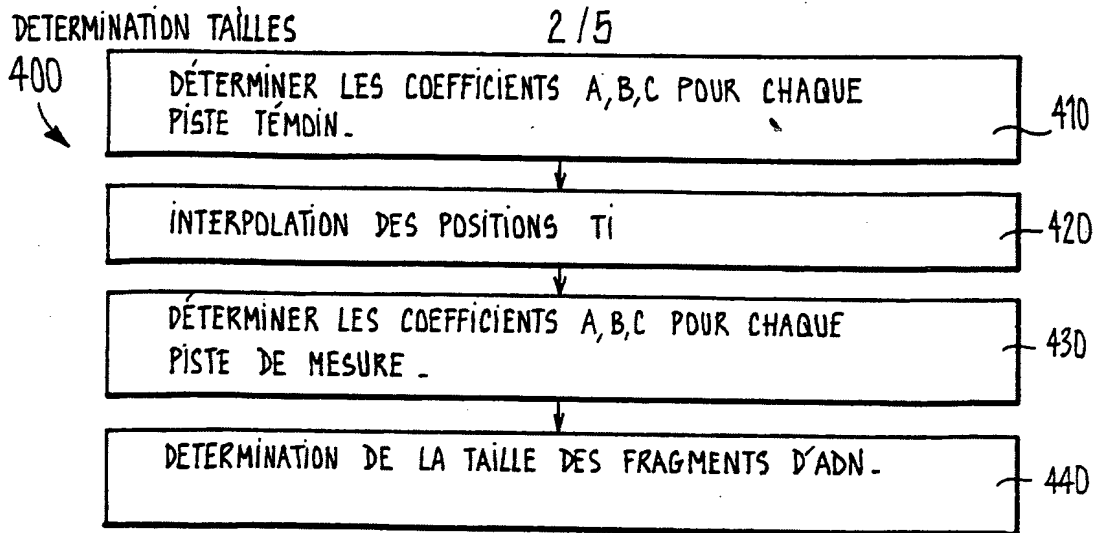 DETERMINATION TAILLES
2/5
400
DÉTERMINER LES COEFFICIENTS A,B,C POUR CHAQUE
PISTE TÉMOIN.
410
INTERPOLATION DES POSITIONS Ti
420
DÉTERMINER LES COEFFICIENTS A,B,C POUR CHAQUE
PISTE DE MESURE.
430
DETERMINATION DE LA TAILLE DES FRAGMENTS D'ADN.
440